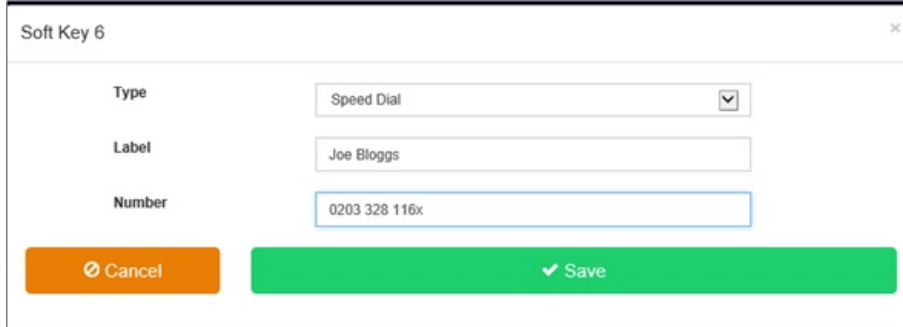 Soft Key 6 ×
Type Speed Dial
Label Joe Bloggs
Number 0203 328 116x
Cancel Save